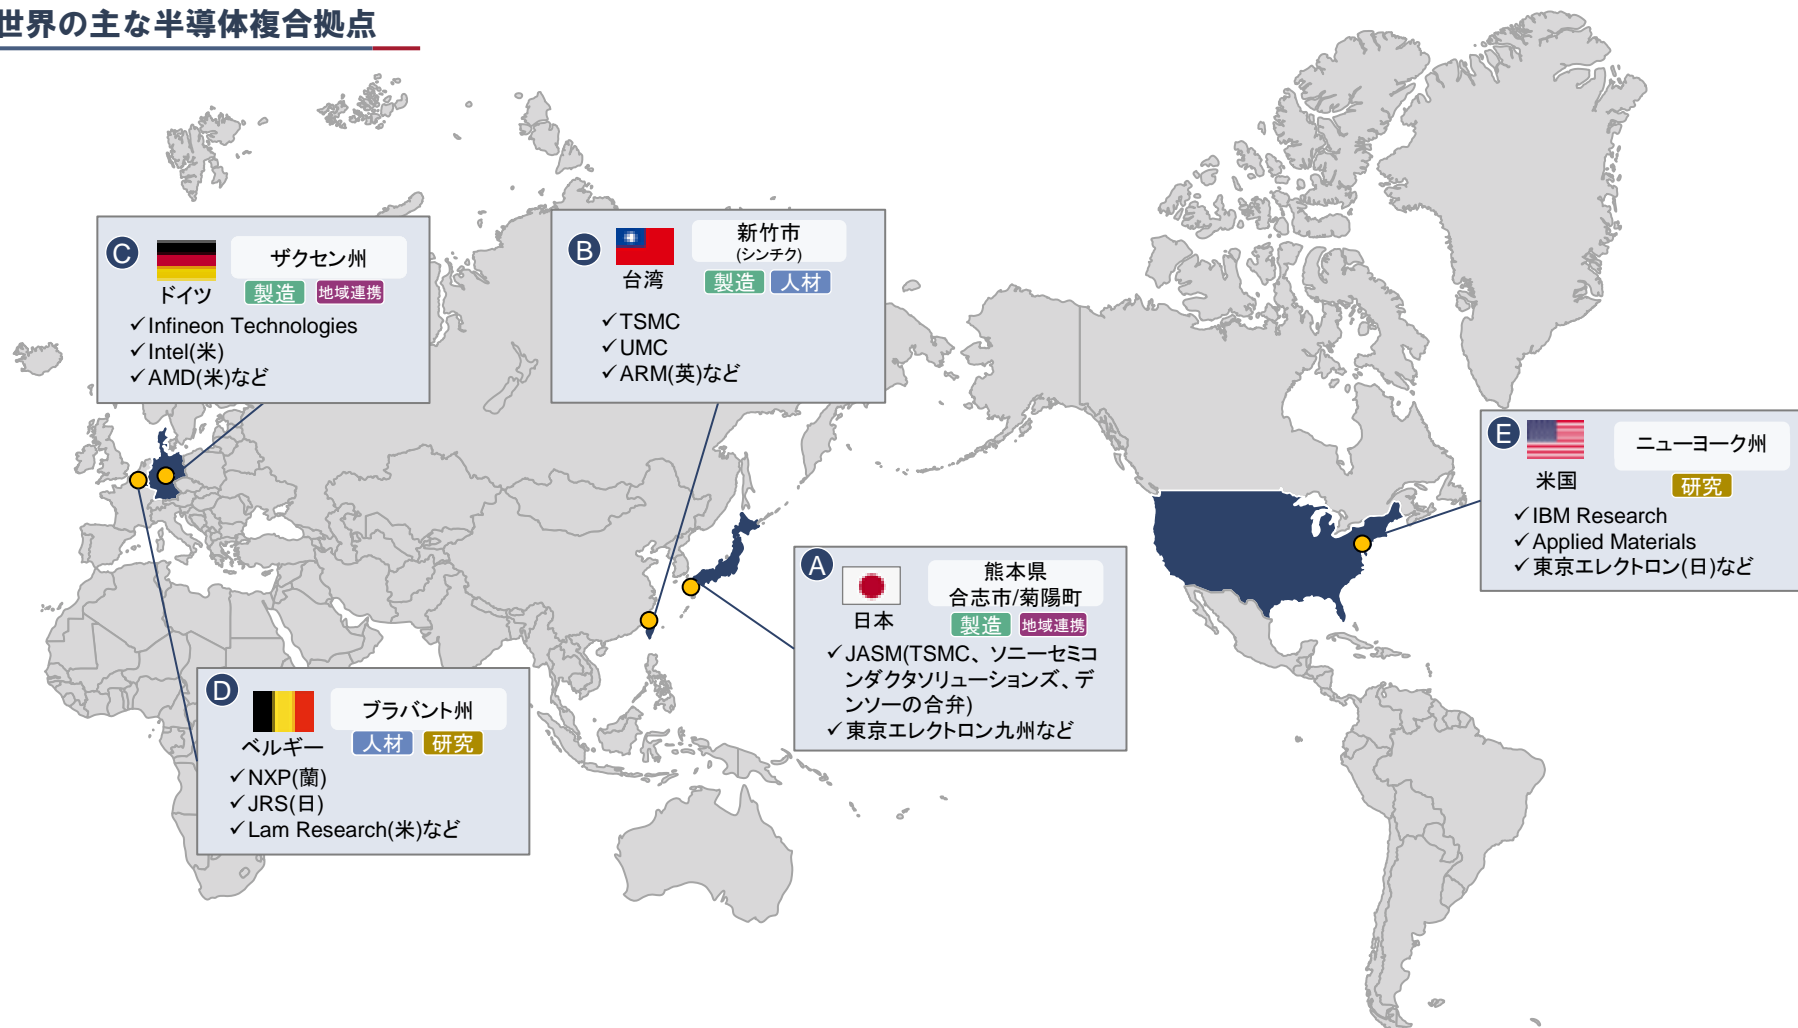 世界の主な半導体複合拠点
C
ドイツ
ザクセン州
製造 地域連携
✓Infineon Technologies
✓Intel(米)
✓AMD(米)など
B
台湾
新竹市
(シンチク)
製造 人材
✓TSMC
✓UMC
✓ARM(英)など
E
米国
ニューヨーク州
研究
✓IBM Research
✓Applied Materials
✓東京エレクトロン(日)など
A
日本
熊本県
合志市/菊陽町
製造 地域連携
✓JASM(TSMC、ソニーセミコ
ンダクタソリューションズ、デ
ンソーの合弁)
✓東京エレクトロン九州など
D
ベルギー
ブラバント州
人材 研究
✓NXP(蘭)
✓JRS(日)
✓Lam Research(米)など